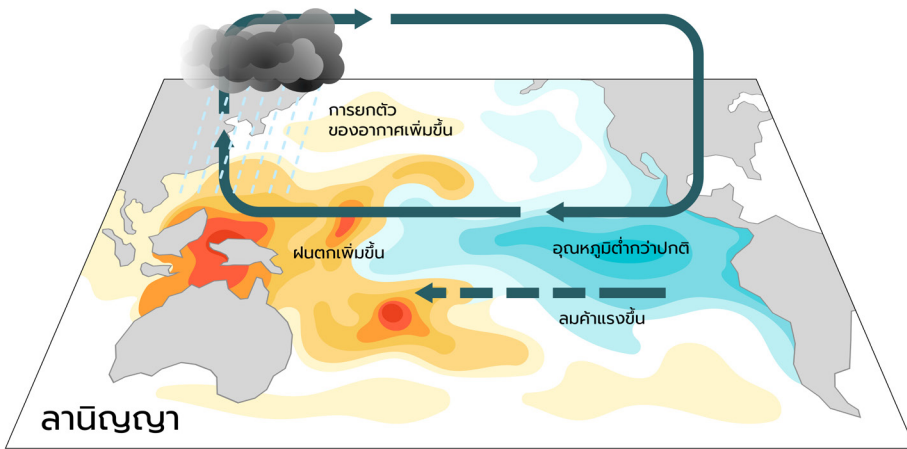 การยกตัว
ของอากาศเพิ่มขึ้น
ฝนตกเพิ่มขึ้น
อุณหภูมิต่ำกว่าปกติ
ลมค้าแรงขึ้น
ลานิญญา